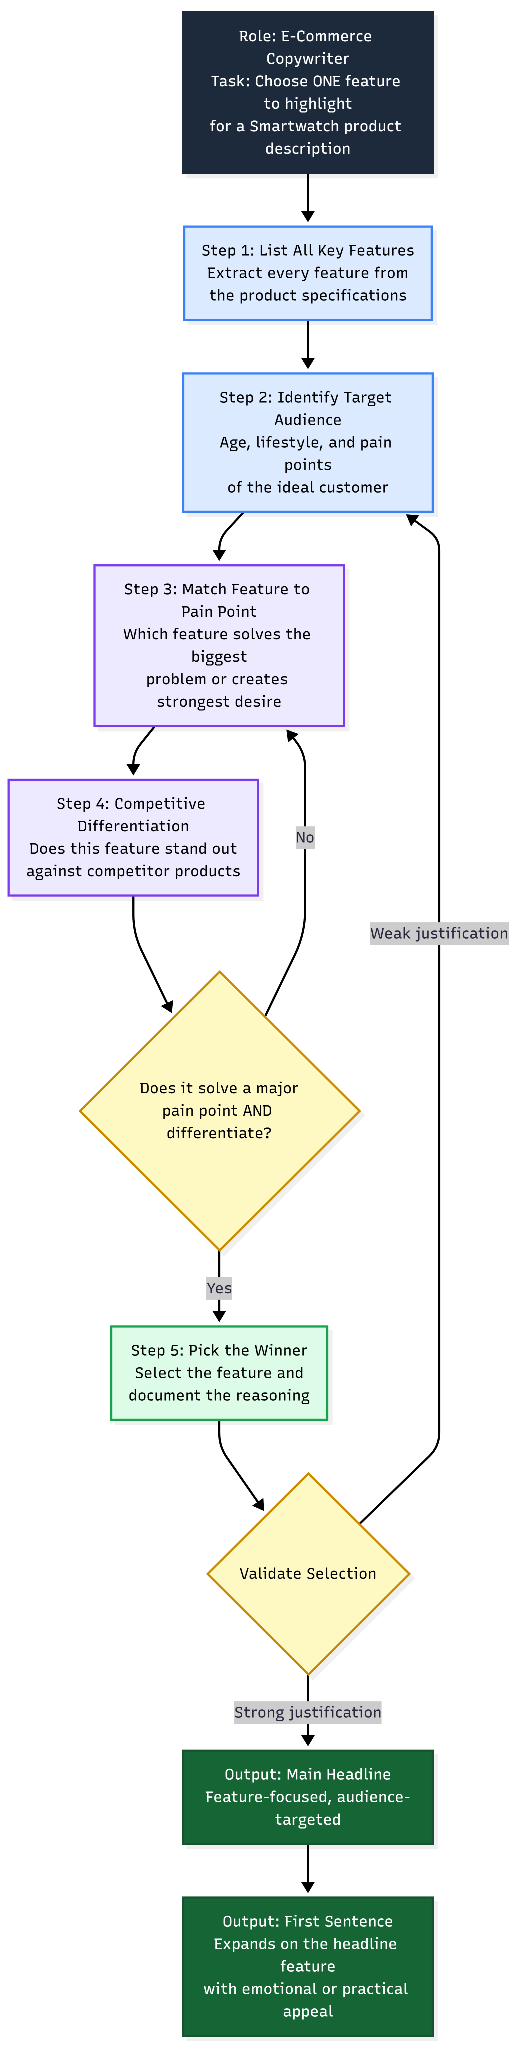 Role: E-Commerce
Copywriter
Task: Choose ONE feature
to highlight
for a Smartwatch product
description
Step 1: List All Key Features
Extract every feature from
the product specifications
Step 2: Identify Target
Audience
Age, lifestyle, and pain
points
of the ideal customer
Step 3: Match Feature to
Pain Point
Which feature solves the
biggest
problem or creates
strongest desire
Step 4: Competitive
Differentiation
Does this feature stand out
against competitor products
No
Weak justification
Does it solve a major
pain point AND
differentiate?
Yes
Step 5: Pick the Winner
Select the feature and
document the reasoning
Validate Selection
Strong justification
Output: Main Headline
Feature-focused, audience-
targeted
Output: First Sentence
Expands on the headline
feature
with emotional or practical
appeal